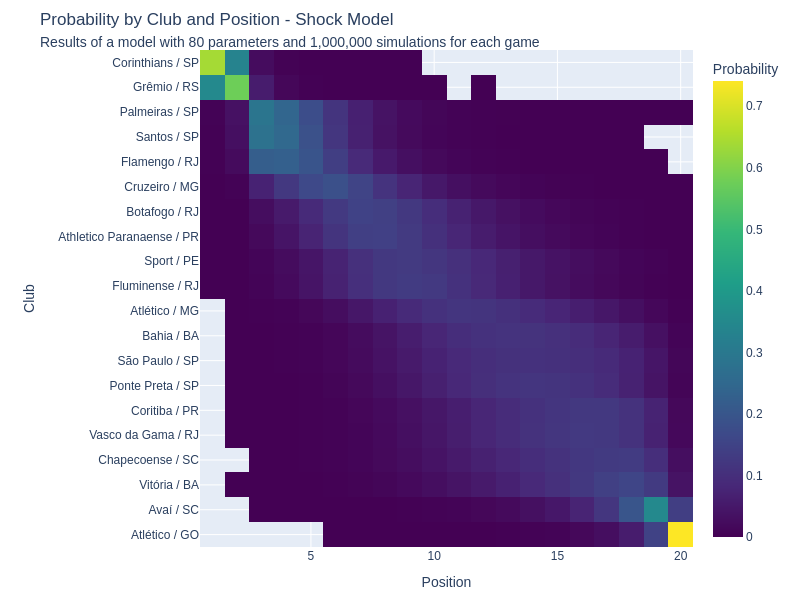 Probability by Club and Position - Shock Model
Results of a model with 80 parameters and 1,000,000 simulations for each game
Probability
Corinthians / SP
Grêmio / RS
Palmeiras / SP
Santos / SP
Flamengo / RJ
Cruzeiro / MG
Botafogo / RJ
Athletico Paranaense / PR
Sport / PE
Fluminense / RJ
Atlético / MG
Bahia / BA
São Paulo / SP
Ponte Preta / SP
Coritiba / PR
Vasco da Gama / RJ
Chapecoense / SC
Vitória / BA
Avaí / SC
Atlético / GO
Club
5
10
15
20
Position
0.7
0.6
0.5
0.4
0.3
0.2
0.1
0